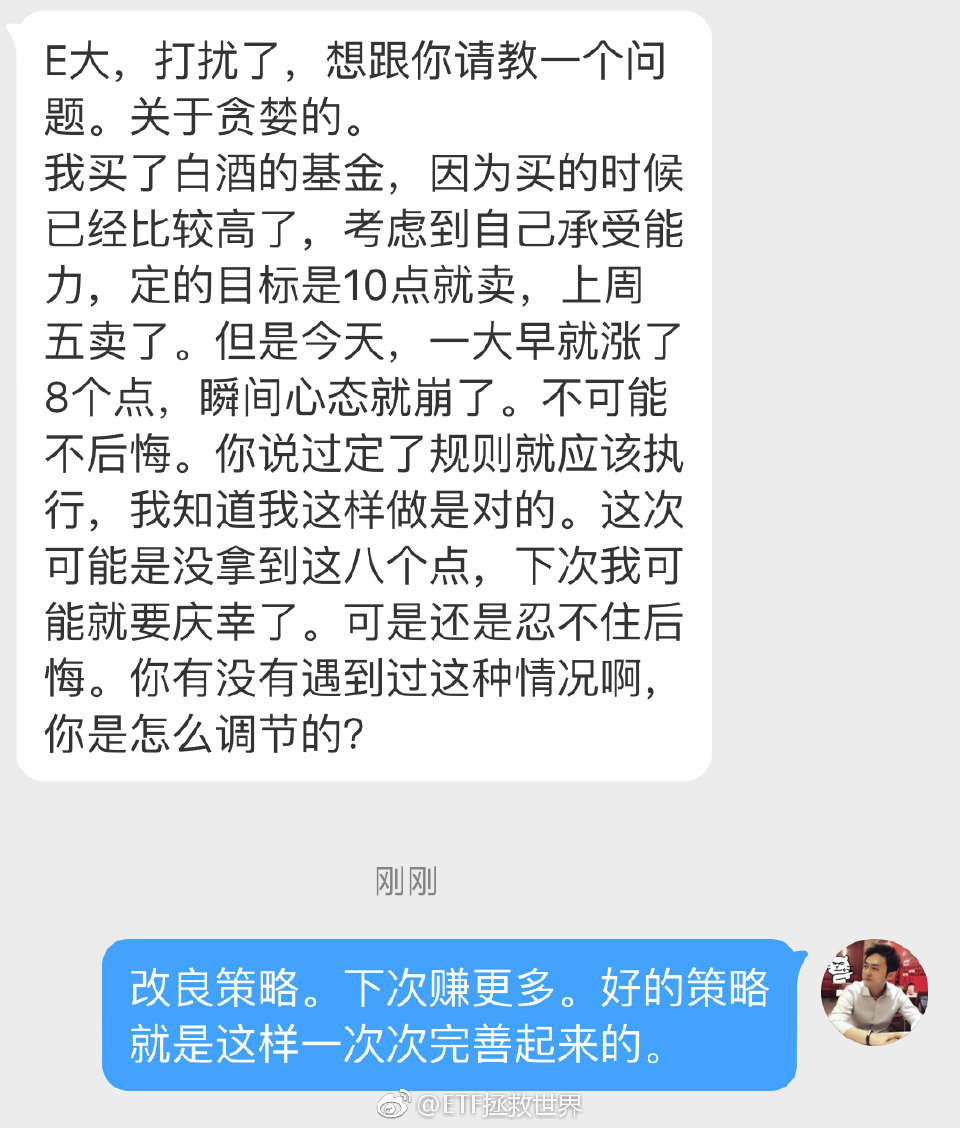 E大，打扰了，想跟你请教一个问
题。关于贪婪的。
我买了白酒的基金，因为买的时候
已经比较高了，考虑到自己承受能
力，定的目标是10点就卖，上周
五卖了。但是今天，一大早就涨了
8个点，瞬间心态就崩了。不可能
不后悔。你说过定了规则就应该执
行，我知道我这样做是对的。这次
可能是没拿到这八个点，下次我可
能就要庆幸了。可是还是忍不住后
悔。你有没有遇到过这种情况啊，
你是怎么调节的？
刚刚
改良策略。下次赚更多。好的策略
就是这样一次次完善起来的。
@ETF拯救世界